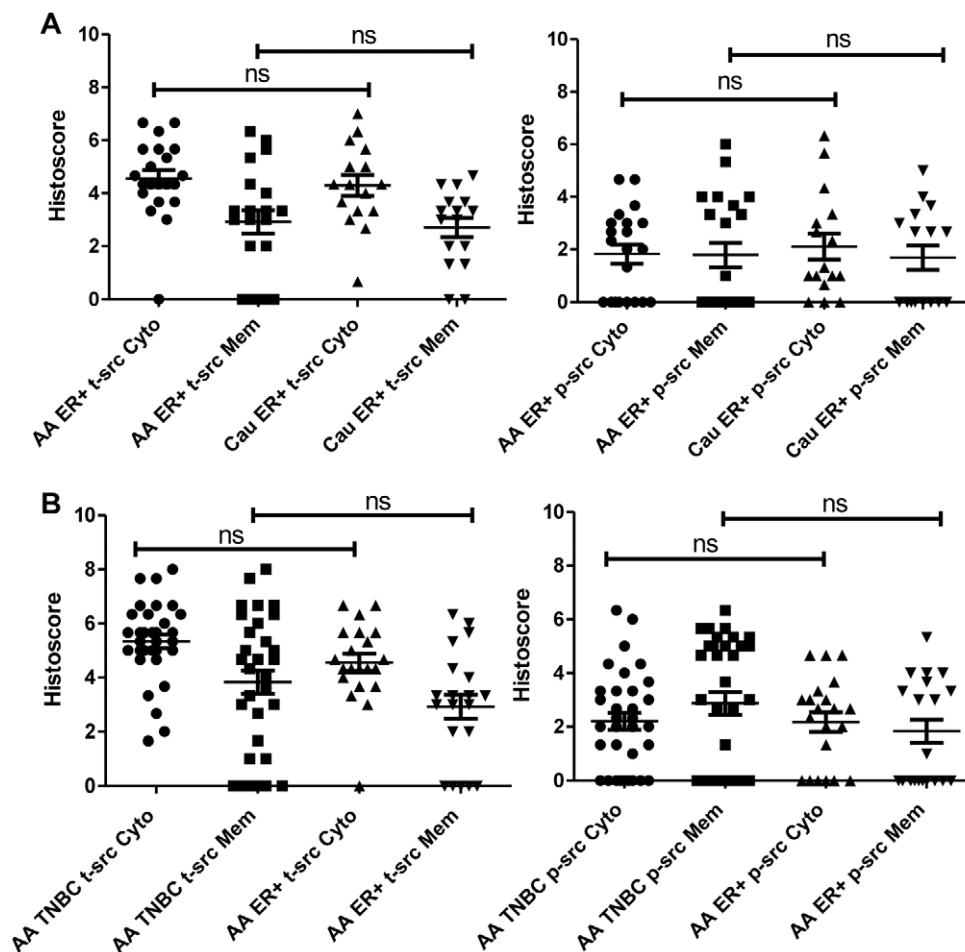 A
Histoscore
10
8
6
4
2
0
ns
ns
AA ER+ t-src Cyto
AA ER+ t-src Mem
Cau ER+ t-src Cyto
Cau ER+ t-src Mem
Histoscore
10
8
6
4
2
0
ns
ns
AA ER+ p-src Cyto
AA ER+ p-src Mem
Cau ER+ p-src Cyto
Cau ER+ p-src Mem
B
Histoscore
10
8
6
4
2
0
ns
ns
AA TNBC t-src Cyto
AA TNBC t-src Mem
AA ER+ t-src Cyto
AA ER+ t-src Mem
Histoscore
10
8
6
4
2
0
ns
ns
AA TNBC p-src Cyto
AA TNBC p-src Mem
AA ER+ p-src Cyto
AA ER+ p-src Mem